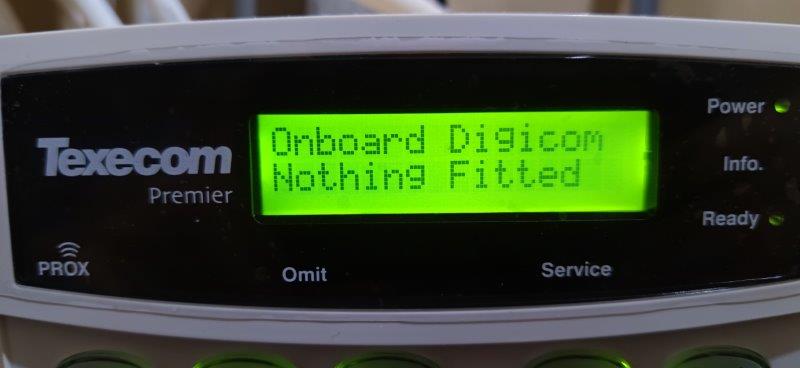 Onboard Digicom
Nothing Fitted
Texecom
Premier
PROX
Omit
Service
Power
Info.
Ready